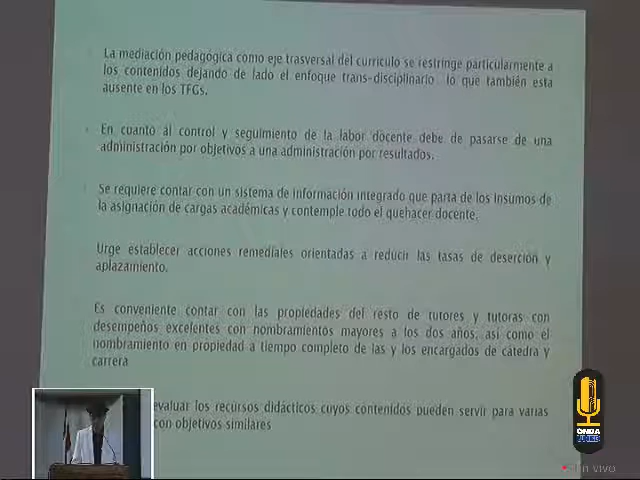 La mediación pedagógica como eje trasversal del currículo se restringe particularmente a
los contenidos dejando de lado el enfoque trans-disciplinario lo que también esta
ausente en los TFGs.
En cuanto al control y seguimiento de la labor docente debe de pasarse de una
administración por objetivos a una administración por resultados.
Se requiere contar con un sistema de información integrado que parta de los insumos de
la asignación de cargas académicas y contemple todo el quehacer docente.
Urge establecer acciones remediales orientadas a reducir las tasas de deserción y
aplazamiento.
Es conveniente contar con las propiedades del resto de tutores y tutoras con
desempeños excelentes con nombramientos mayores a los dos años, así como el
nombramiento en propiedad a tiempo completo de las y los encargados de cátedra y
carrera
evaluar los recursos didácticos cuyos contenidos pueden servir para varias
con objetivos similares
ONDA
UNED
En vivo